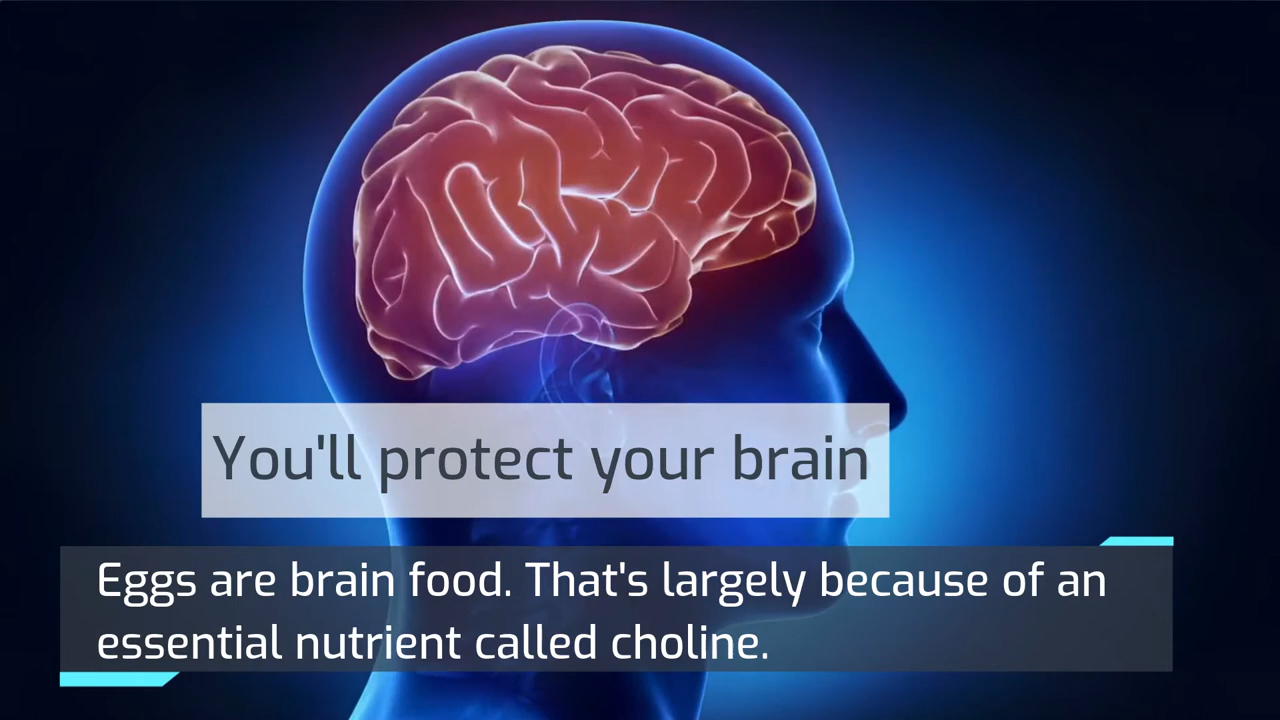 You'll protect your brain
Eggs are brain food. That's largely because of an
essential nutrient called choline.